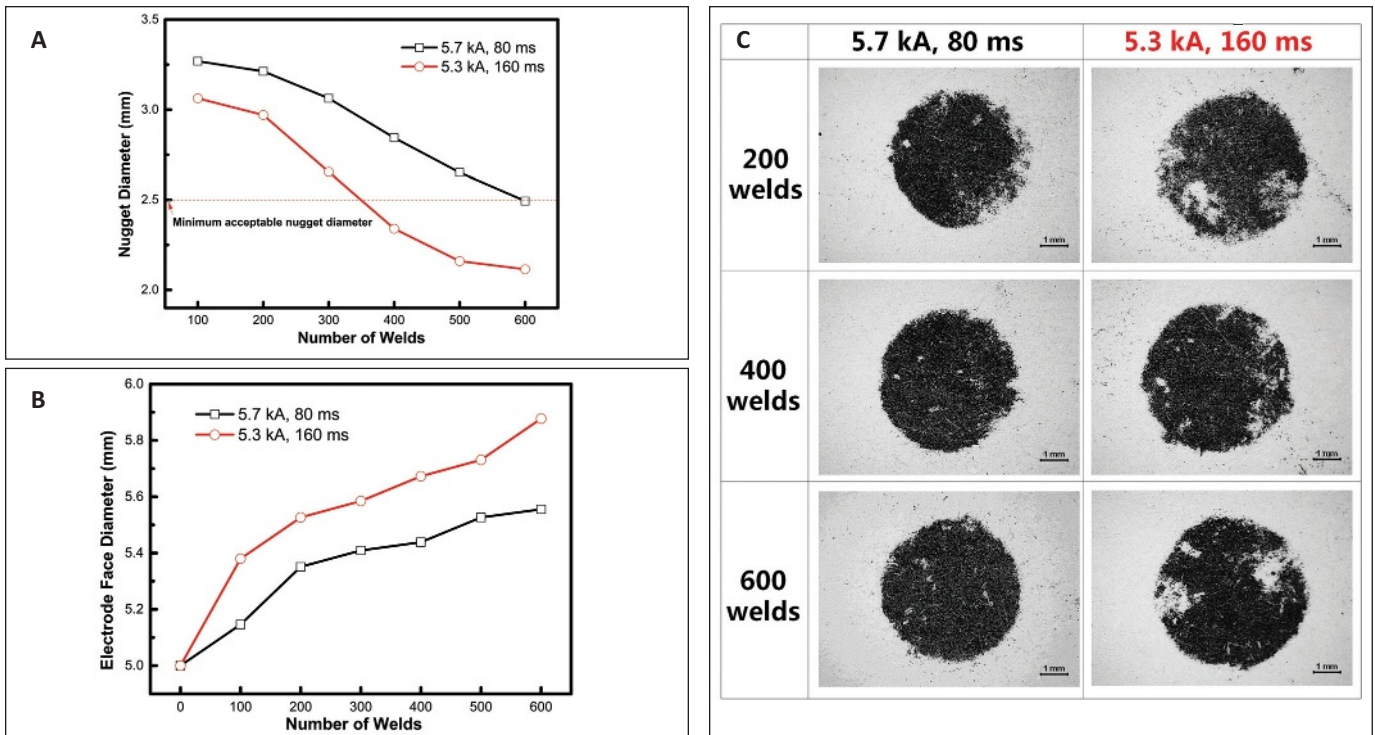 A
3.5
5.7 kA, 80 ms
5.3 kA, 160 ms
3.0
2.5
Minimum acceptable nugget diameter
2.0
Nugget Diameter (mm)
100 200 300 400 500 600
Number of Welds
B
6.0
5.7 kA, 80 ms
5.3 kA, 160 ms
5.8
5.6
5.4
5.2
5.0
Electrode Face Diameter (mm)
0 100 200 300 400 500 600
Number of Welds
C
5.7 kA, 80 ms 5.3 kA, 160 ms
200
welds
1 mm 1 mm
400
welds
1 mm 1 mm
600
welds
1 mm 1 mm